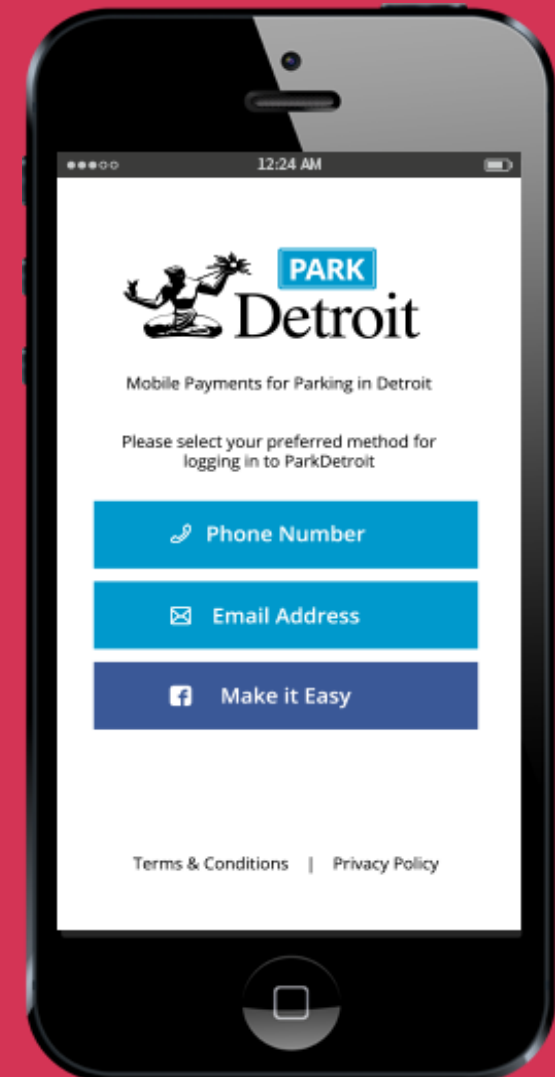 12:24 AM
PARK
Detroit
Mobile Payments for Parking in Detroit
Please select your preferred method for
logging in to ParkDetroit
Phone Number
Email Address
Make it Easy
Terms & Conditions | Privacy Policy